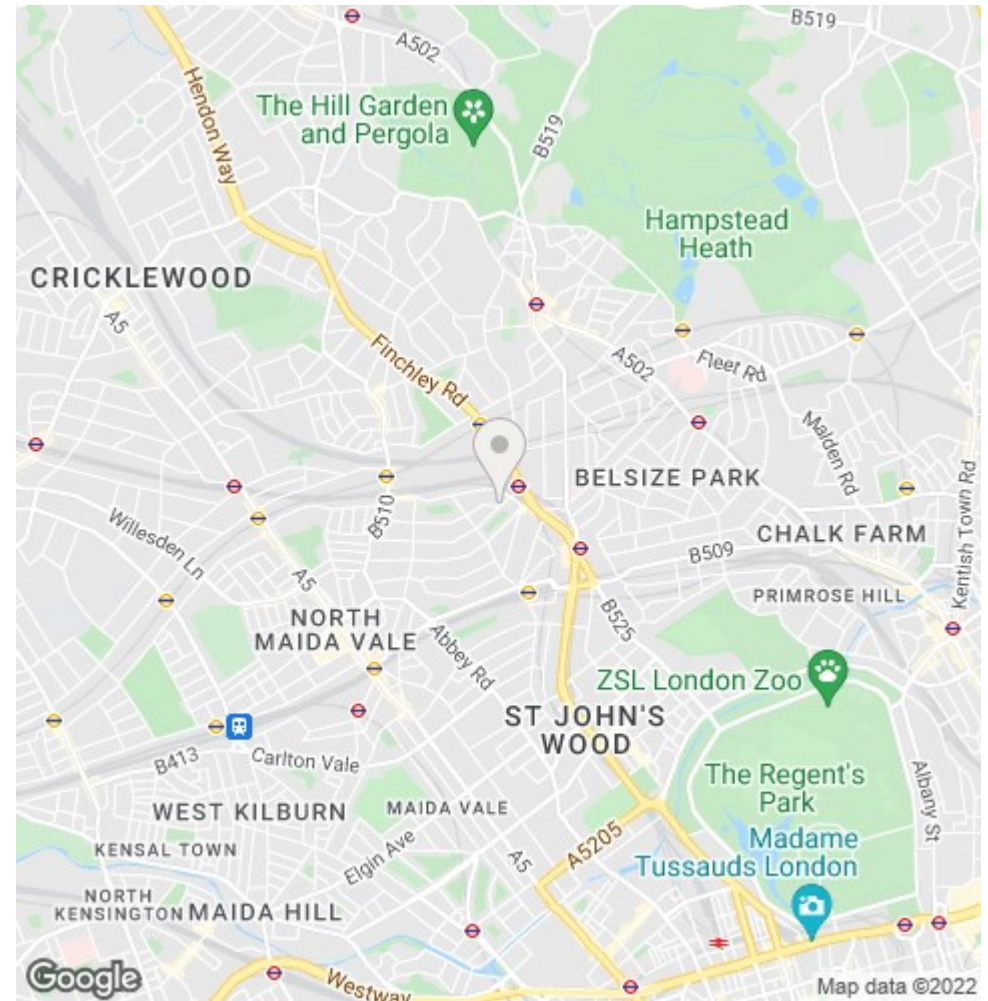 B519
A502
The Hill Garden
and Pergola
B519
Hendon Way
Hampstead
Heath
CRICKLEWOOD
A5
Finchley Rd
A502
Fleet Rd
Malden Rd
BELSIZE PARK
B510
Willesden Ln
A5
CHALK FARM
B509
Kentish Town Rd
PRIMROSE HILL
NORTH
MAIDA VALE
Abbey Rd
B525
ZSL London Zoo
ST JOHN'S
WOOD
B413
Carlton Vale
The Regent's
Park
Albany St
WEST KILBURN
MAIDA VALE
A5205
Madame
Tussauds London
KENSAL TOWN
Elgin Ave
A5
NORTH
KENSINGTON
MAIDA HILL
Westway
Google
Map data ©2022